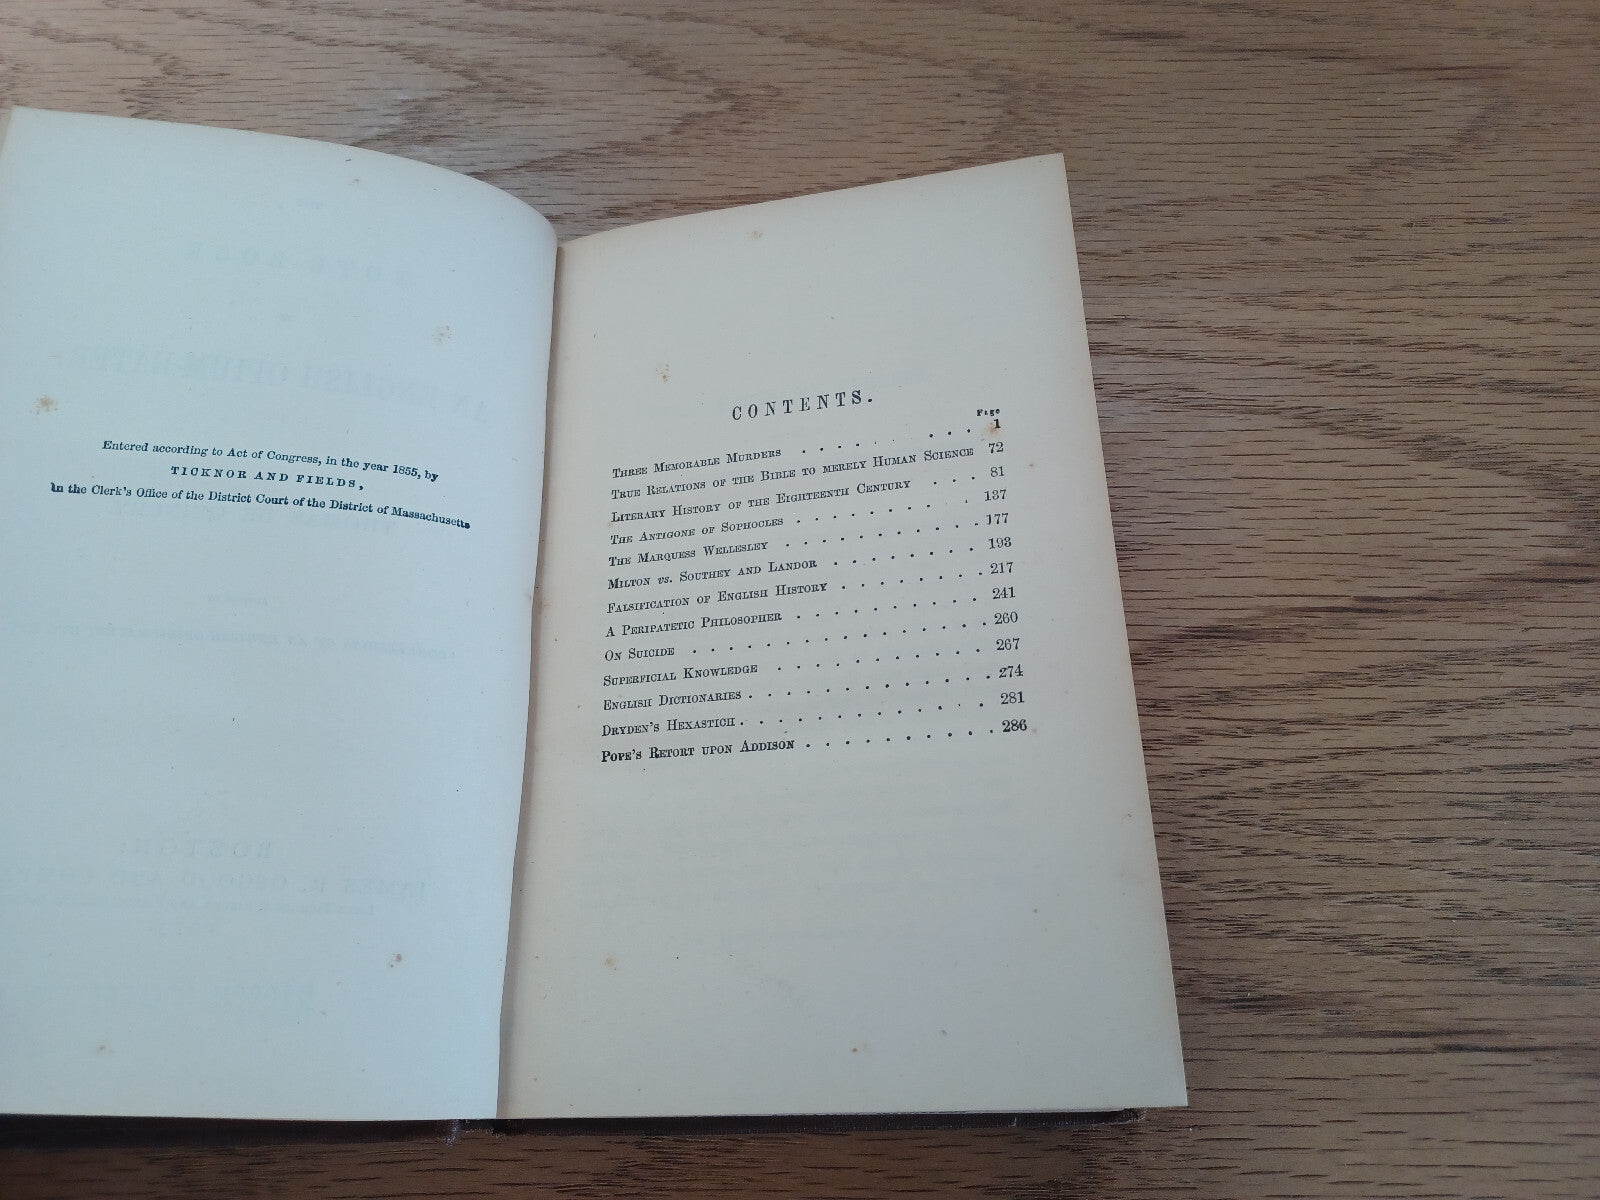 Entered according to Act of Congress, in the year 1855, by
TICKNOR AND FIELDS,
In the Clerk's Office of the District Court of the District of Massachusetts
CONTENTS.
Page
Three Memorable Murders . . . . . . . 1
True Relations of the Bible to merely Human Science 72
Literary History of the Eighteenth Century . . . 81
The Antigone of Sophocles . . . . . . . . 137
The Marquess Wellesley . . . . . . . . . 177
Milton vs. Southey and Landor . . . . . . . 193
Falsification of English History . . . . . . . 217
A Peripatetic Philosopher . . . . . . . . 241
On Suicide . . . . . . . . . . . . . 260
Superficial Knowledge . . . . . . . . . 267
English Dictionaries . . . . . . . . . . . 274
Dryden's Hexastich . . . . . . . . . . . 281
Pope's Retort upon Addison . . . . . . . . . 286